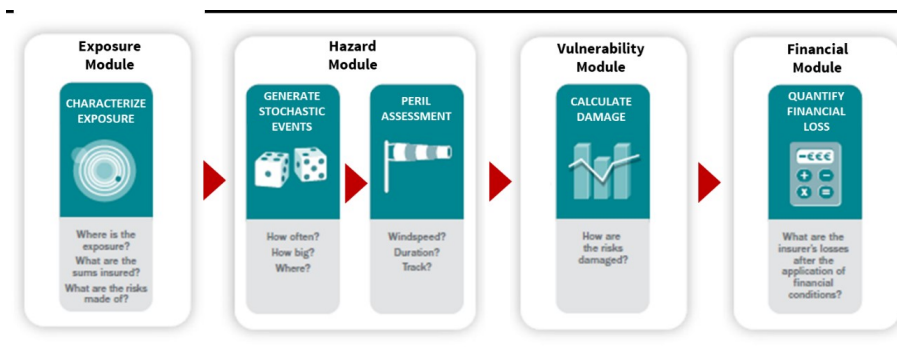 Exposure
Module
CHARACTERIZE
EXPOSURE
Where is the
exposure?
What are the
sums insured?
What are the risks
made of?
Hazard
Module
GENERATE
STOCHASTIC
EVENTS
How often?
How big?
Where?
PERIL
ASSESSMENT
Windspeed?
Duration?
Track?
Vulnerability
Module
CALCULATE
DAMAGE
How are
the risks
damaged?
Financial
Module
QUANTIFY
FINANCIAL
LOSS
-€€€
+ −
x =
What are the
insurer's losses
after the
application of
financial
conditions?